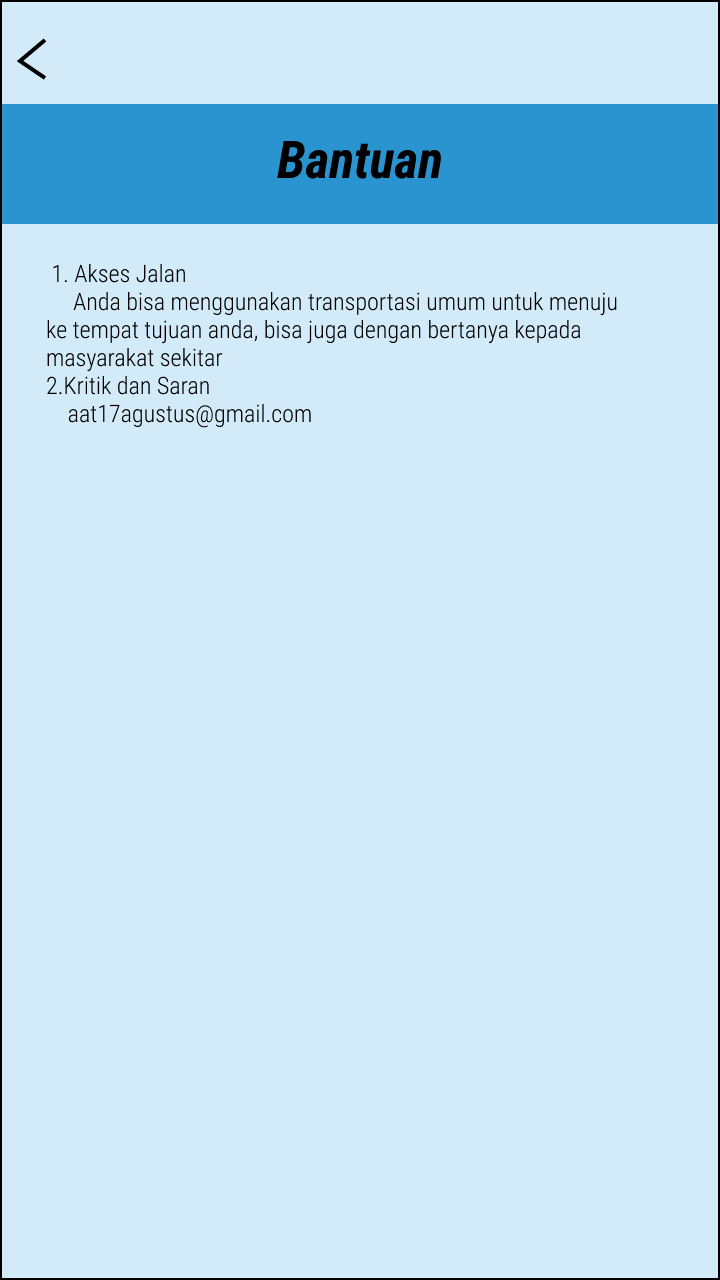 Bantuan
1. Akses Jalan
Anda bisa menggunakan transportasi umum untuk menuju
ke tempat tujuan anda, bisa juga dengan bertanya kepada
masyarakat sekitar
2.Kritik dan Saran
aat17agustus@gmail.com